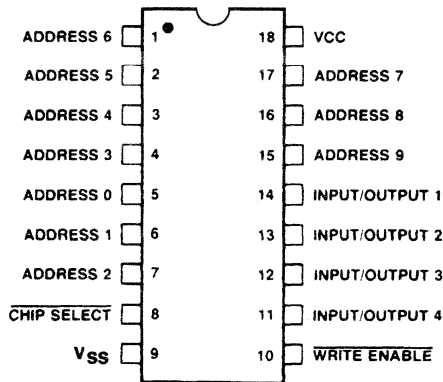 ADDRESS 6 1 18 VCC
ADDRESS 5 2 17 ADDRESS 7
ADDRESS 4 3 16 ADDRESS 8
ADDRESS 3 4 15 ADDRESS 9
ADDRESS 0 5 14 INPUT/OUTPUT 1
ADDRESS 1 6 13 INPUT/OUTPUT 2
ADDRESS 2 7 12 INPUT/OUTPUT 3
CHIP SELECT 8 11 INPUT/OUTPUT 4
VSS 9 10 WRITE ENABLE